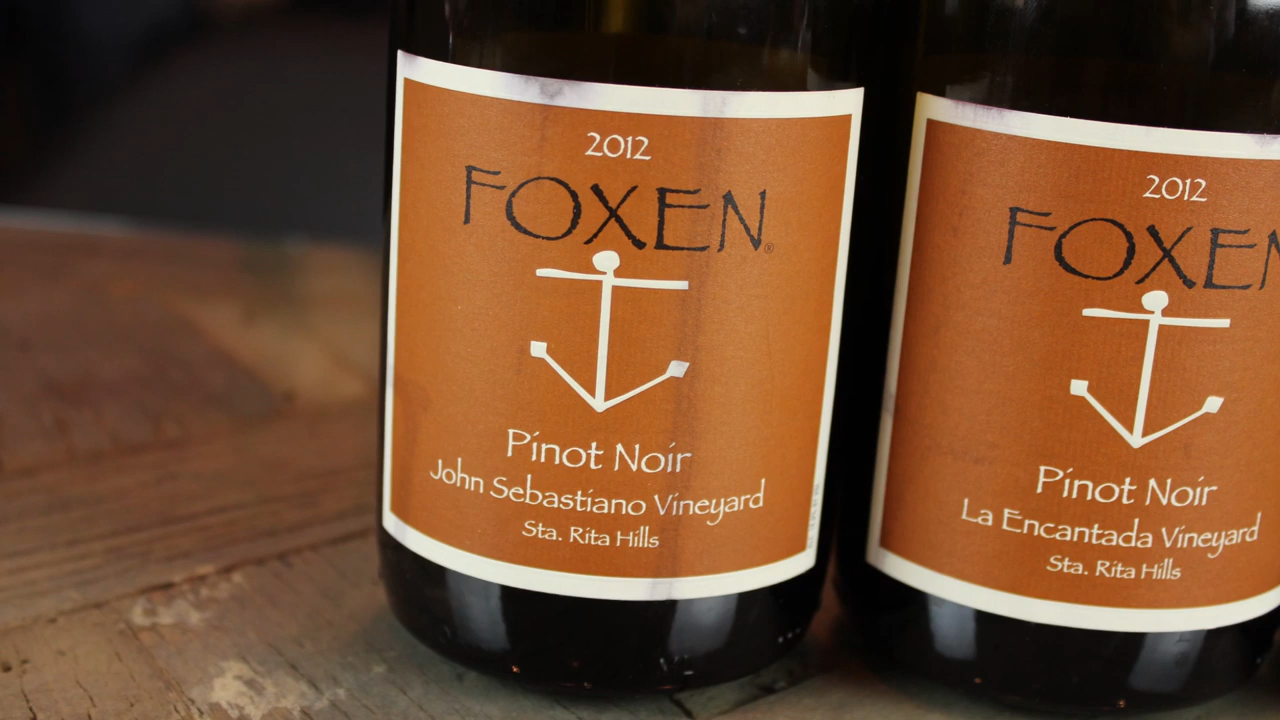 2012
FOXEN®
Pinot Noir
John Sebastiano Vineyard
Sta. Rita Hills
2012
FOXEN
Pinot Noir
La Encantada Vineyard
Sta. Rita Hills